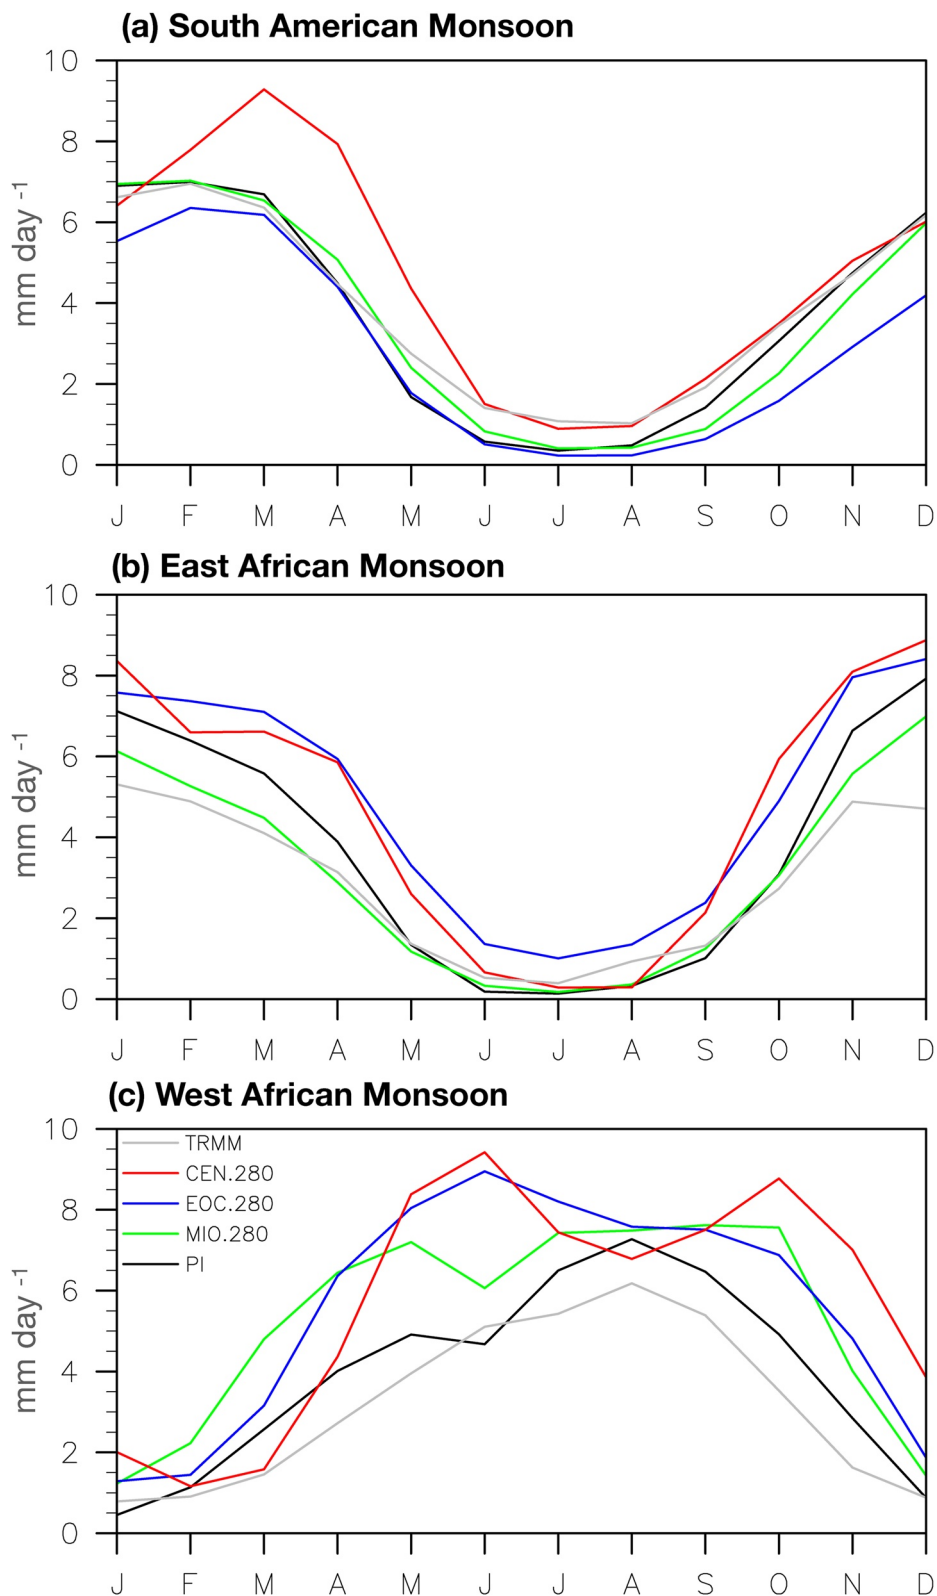 (a) South American Monsoon
10
8
6
4
2
0
mm day -1
J F M A M J J A S O N D
(b) East African Monsoon
10
8
6
4
2
0
mm day -1
J F M A M J J A S O N D
(c) West African Monsoon
10
8
6
4
2
0
mm day -1
TRMM
CEN.280
EOC.280
MIO.280
PI
J F M A M J J A S O N D